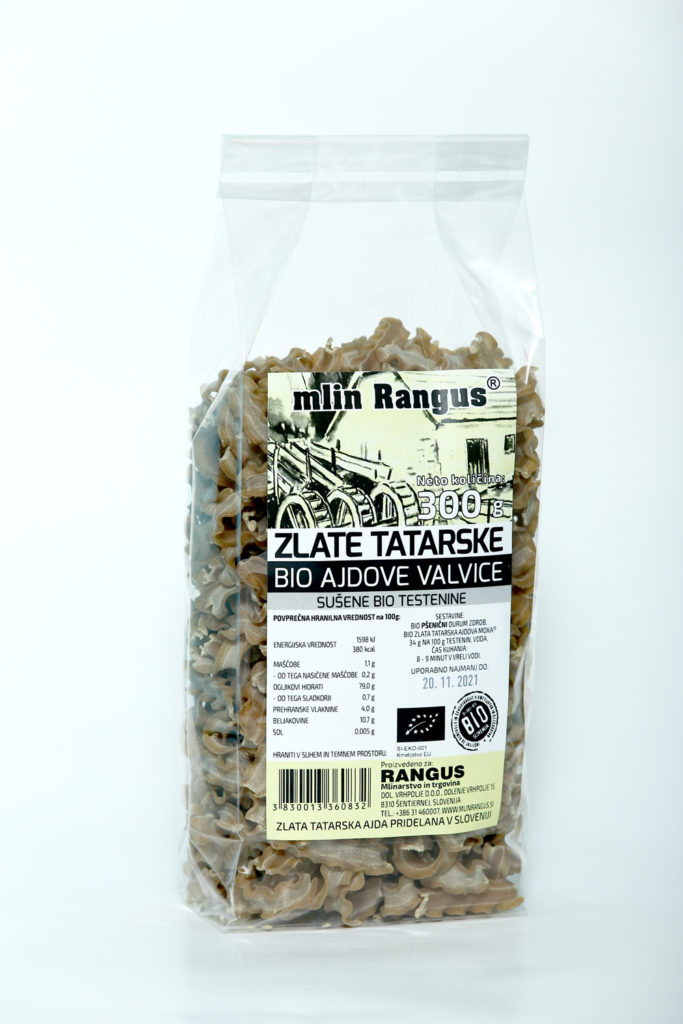 mlin Rangus®
Neto količina:
300 g
ZLATE TATARSKE
BIO AJDOVE VALVICE
SUŠENE BIO TESTENINE
POVPREČNA HRANILNA VREDNOST na 100g:
ENERGIJSKA VREDNOST 1598 kJ
380 kcal
MAŠČOBE 1,1 g
- OD TEGA NASIČENE MAŠČOBE 0,2 g
OGLJIKOVI HIDRATI 79,0 g
- OD TEGA SLADKORJI 0,7 g
PREHRANSKE VLAKNINE 4,0 g
BELJAKOVINE 10,7 g
SOL 0,005 g
HRANITI V SUHEM IN TEMNEM PROSTORU.
SESTAVINE:
BIO PŠENIČNI DURUM ZDROB,
BIO ZLATA TATARSKA AJDOVA MOKA®
34 g NA 100 g TESTENIN, VODA.
ČAS KUHANJA:
8 - 9 MINUT V VRELI VODI.
UPORABNO NAJMANJ DO:
20. 11. 2021
SI-EKO-001
Kmetijstvo EU
BIO
Proizvedeno za:
RANGUS
Mlinarstvo in trgovina
DOL. VRHPOLJE D.O.O., DOLENJE VRHPOLJE 15
8310 ŠENTJERNEJ, SLOVENIJA
TEL.: +386 31 460007, WWW.MLINRANGUS.SI
3 830013 360832
ZLATA TATARSKA AJDA PRIDELANA V SLOVENIJI